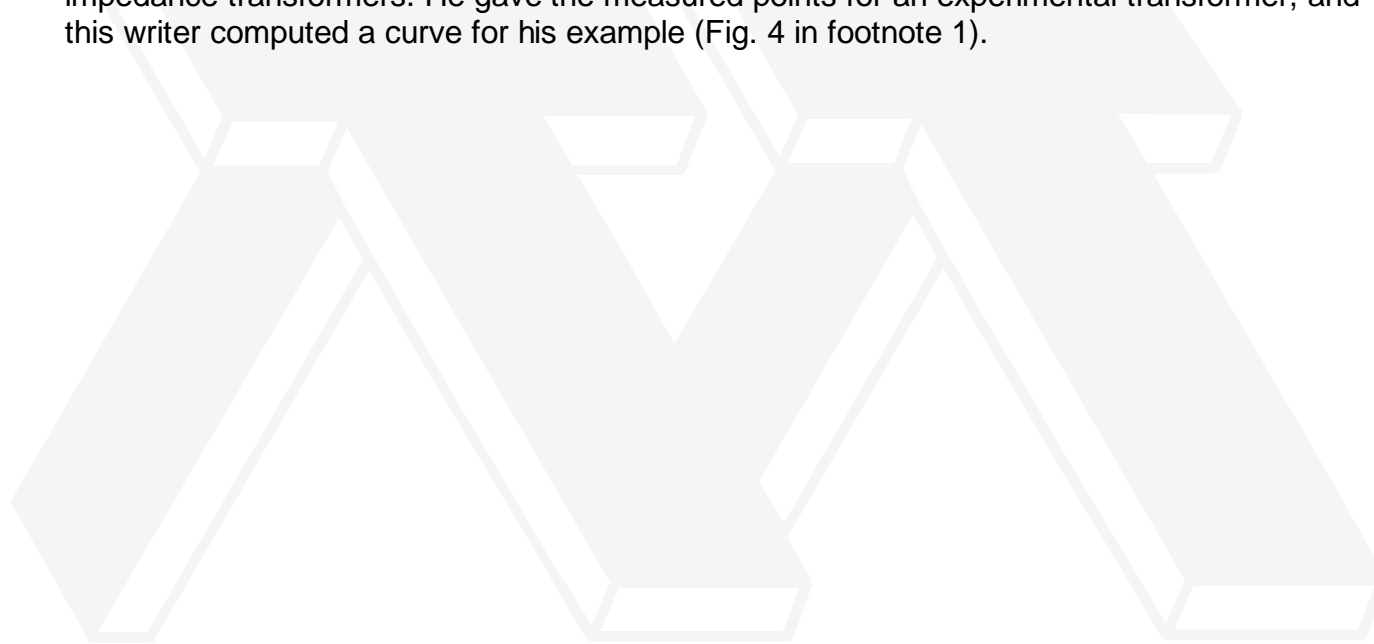 impedance transformers. He gave the measured points for an experimental transformer, and
this writer computed a curve for his example (Fig. 4 in footnote 1).